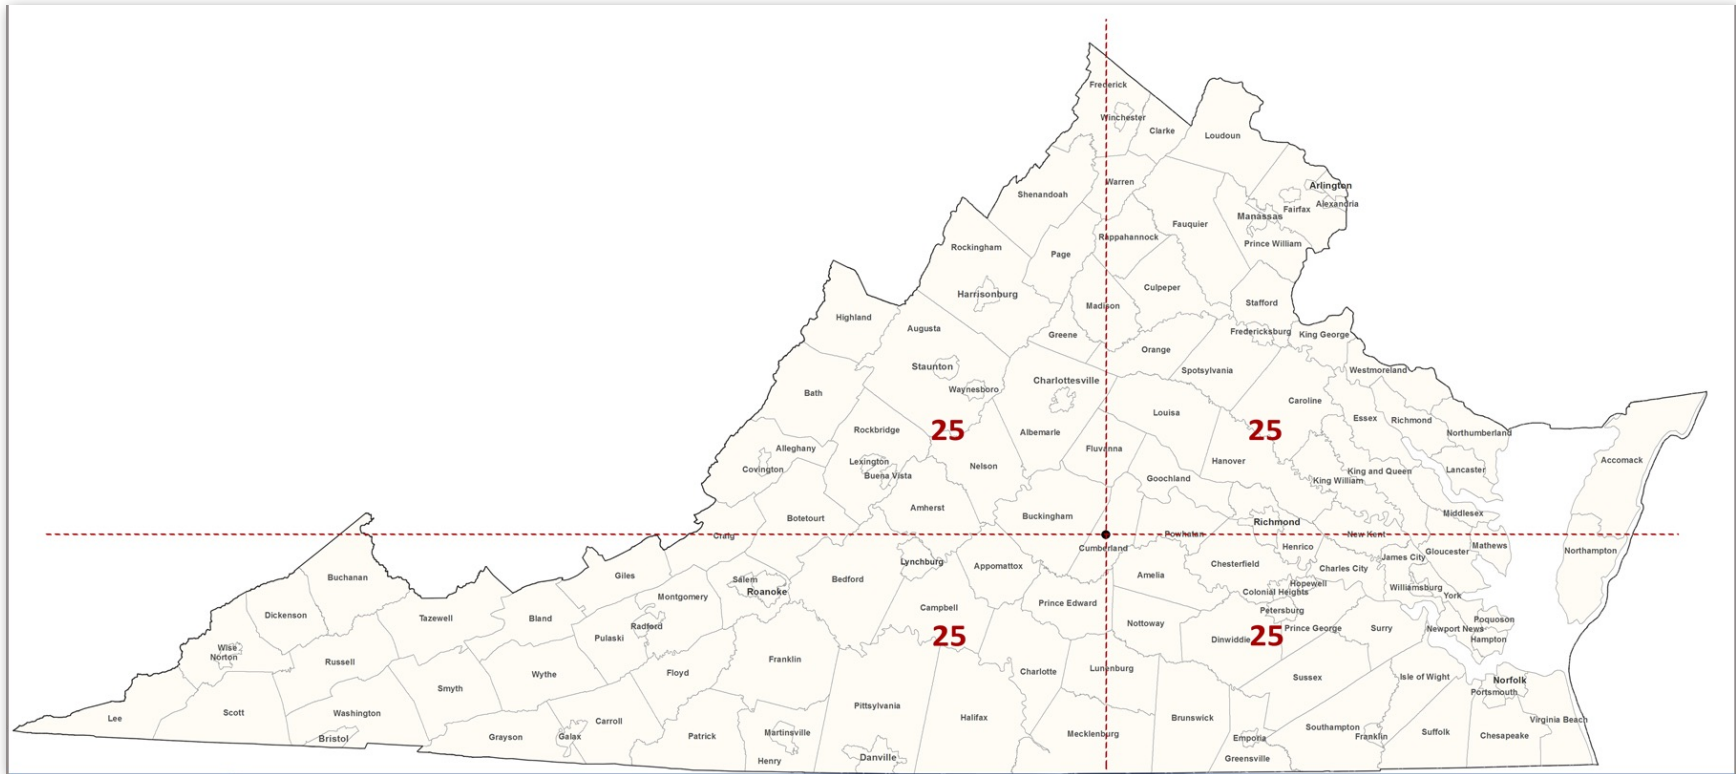 Frederick
Winchester
Clarke
Loudoun
Shenandoah
Warren
Arlington
Alexandria
Fairfax
Manassas
Fauquier
Prince William
Rappahannock
Rockingham
Page
Harrisonburg
Culpeper
Madison
Stafford
Highland
Augusta
Greene
Fredericksburg
King George
Orange
Staunton
Spotsylvania
Westmoreland
Charlottesville
Waynesboro
Bath
Caroline
Louisa
Essex
Richmond
25
25
Rockbridge
Albemarle
Northumberland
Alleghany
Fluvanna
Hanover
Accomack
Lexington
Covington
Nelson
Lancaster
Buena Vista
King and Queen
Goochland
King William
Amherst
Middlesex
Botetourt
Buckingham
Richmond
Craig
Powhatan
New Kent
Cumberland
Henrico
Mathews
Gloucester
Northampton
James City
Lynchburg
Appomattox
Chesterfield
Charles City
Buchanan
Giles
Salem
Bedford
Amelia
Roanoke
Hopewell
Williamsburg
Colonial Heights
Montgomery
York
Prince Edward
Campbell
Petersburg
Dickenson
Tazewell
Bland
Radford
Nottoway
Poquoson
Prince George
Surry
Newport News
Pulaski
25
Dinwiddie
25
Hampton
Wise
Norton
Russell
Franklin
Lunenburg
Charlotte
Floyd
Wythe
Sussex
Isle of Wight
Norfolk
Smyth
Portsmouth
Pittsylvania
Scott
Washington
Lee
Carroll
Halifax
Brunswick
Virginia Beach
Southampton
Suffolk
Mecklenburg
Martinsville
Bristol
Grayson
Galax
Patrick
Emporia
Franklin
Chesapeake
Danville
Henry
Greensville